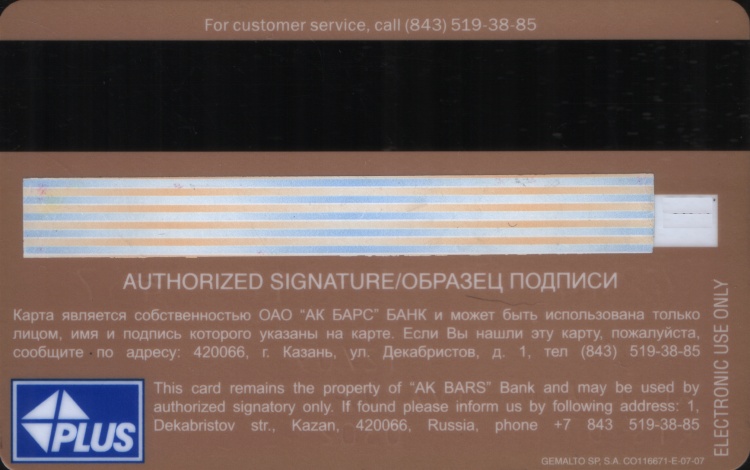 For customer service, call (843) 519-38-85
AUTHORIZED SIGNATURE/ОБРАЗЕЦ ПОДПИСИ
Карта является собственностью ОАО “АК БАРС” БАНК и может быть использована только
лицом, имя и подпись которого указаны на карте. Если Вы нашли эту карту, пожалуйста,
сообщите по адресу: 420066, г. Казань, ул. Декабристов, д. 1, тел (843) 519-38-85
ELECTRONIC USE ONLY
PLUS
This card remains the property of “AK BARS” Bank and may be used by
authorized signatory only. If found please inform us by following address: 1,
Dekabristov str., Kazan, 420066, Russia, phone +7 843 519-38-85
GEMALTO SP, S.A. CO116671-E-07-07